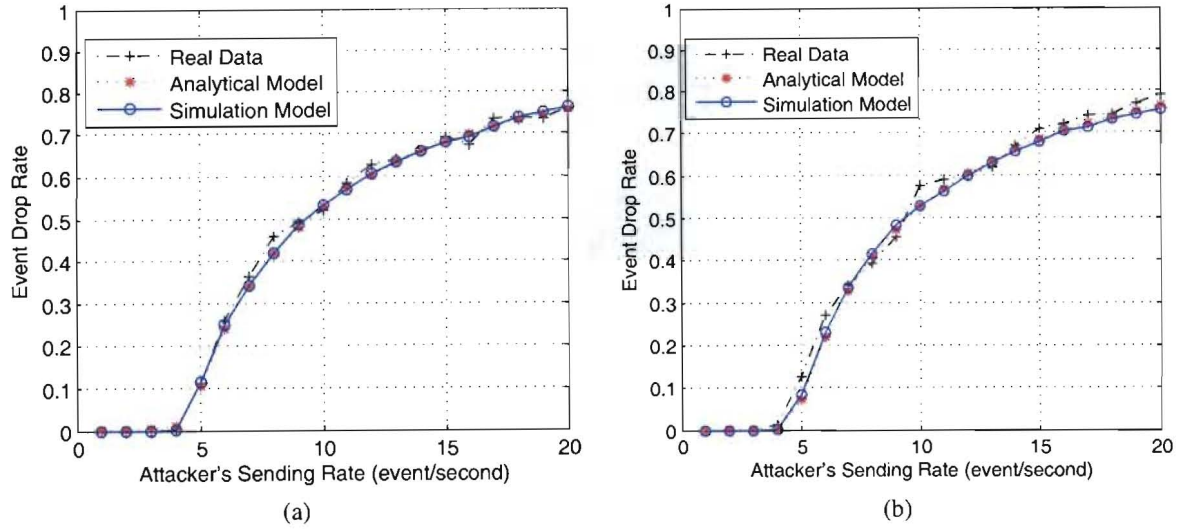 1
0.9
0.8
0.7
0.6
0.5
0.4
0.3
0.2
0.1
0
Event Drop Rate
Real Data
Analytical Model
Simulation Model
0 5 10 15 20
Attacker's Sending Rate (event/second)
(a)
1
0.9
0.8
0.7
0.6
0.5
0.4
0.3
0.2
0.1
0
Event Drop Rate
Real Data
Analytical Model
Simulation Model
0 5 10 15 20
Attacker's Sending Rate (event/second)
(b)